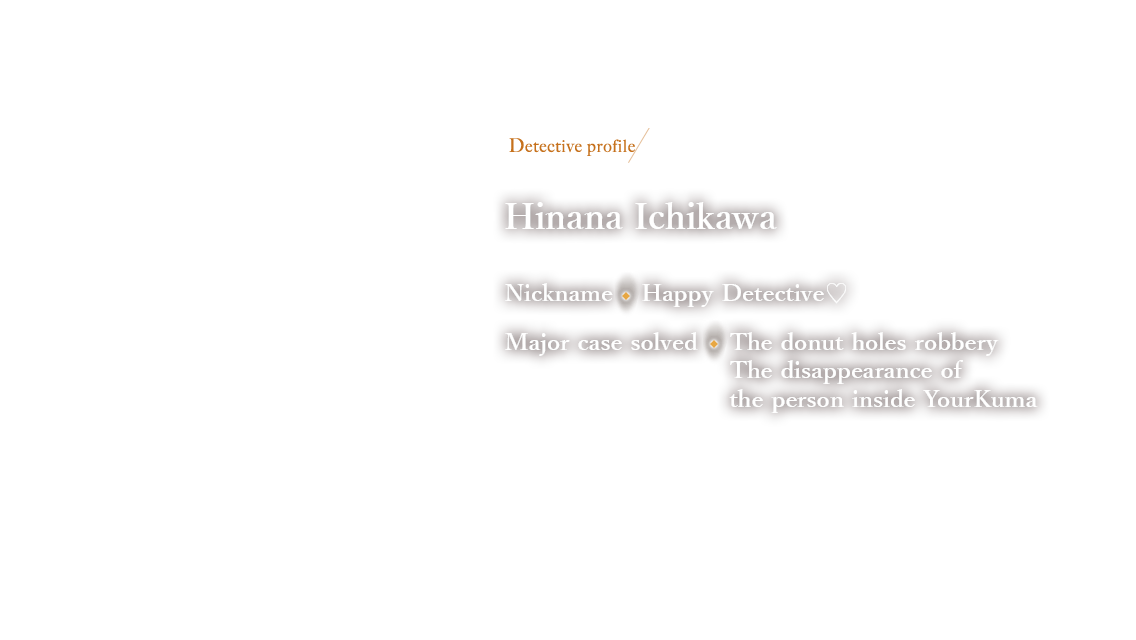 Detective profile
Hinana Ichikawa
Nickname Happy Detective♡
Major case solved The donut holes robbery
The disappearance of
the person inside YourKuma